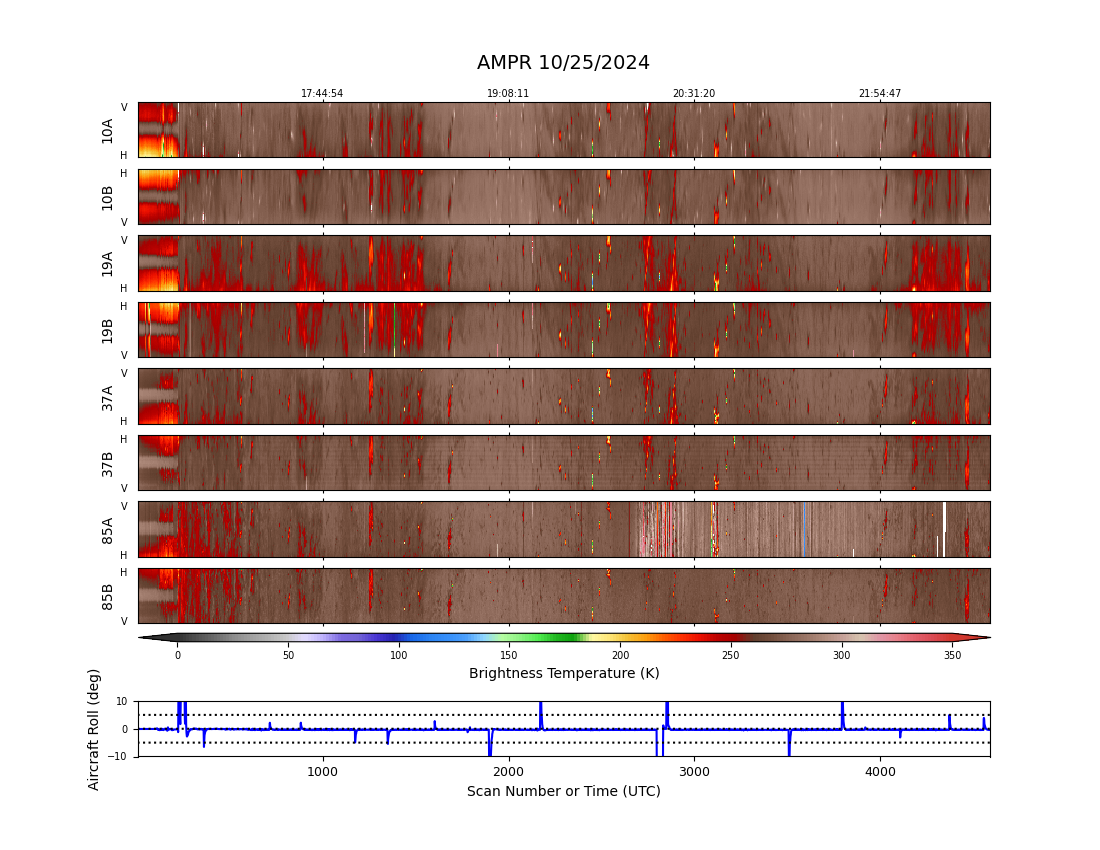 AMPR 10/25/2024
17:44:54 19:08:11 20:31:20 21:54:47
V
10A
H
H
10B
V
V
19A
H
H
19B
V
V
37A
H
H
37B
V
V
85A
H
H
85B
V
0 50 100 150 200 250 300 350
Brightness Temperature (K)
Aircraft Roll (deg)
10
0
−10
1000 2000 3000 4000
Scan Number or Time (UTC)